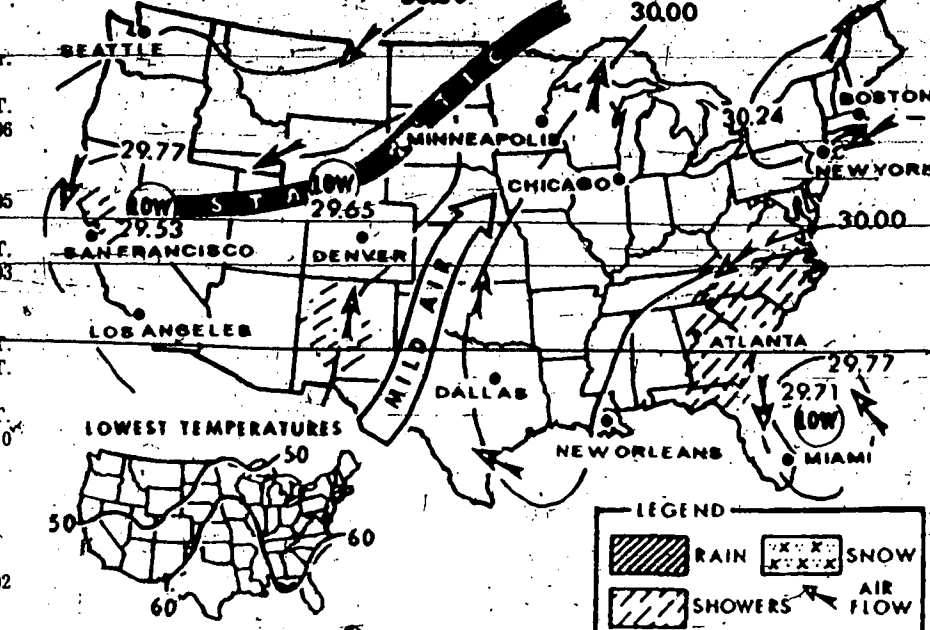 30.00
SEATTLE
BOSTON
30.24
MINNEAPOLIS
29.77
NEW YORK
CHICAGO
LOW
LOW
STATIC
29.65
29.53
30.00
SAN FRANCISCO
DENVER
MILD AIR
LOS ANGELES
ATLANTA
29.77
29.71
DALLAS
LOW
LOWEST TEMPERATURES
NEW ORLEANS
MIAMI
50
50
60
60
LEGEND
RAIN
SNOW
SHOWERS
AIR
FLOW